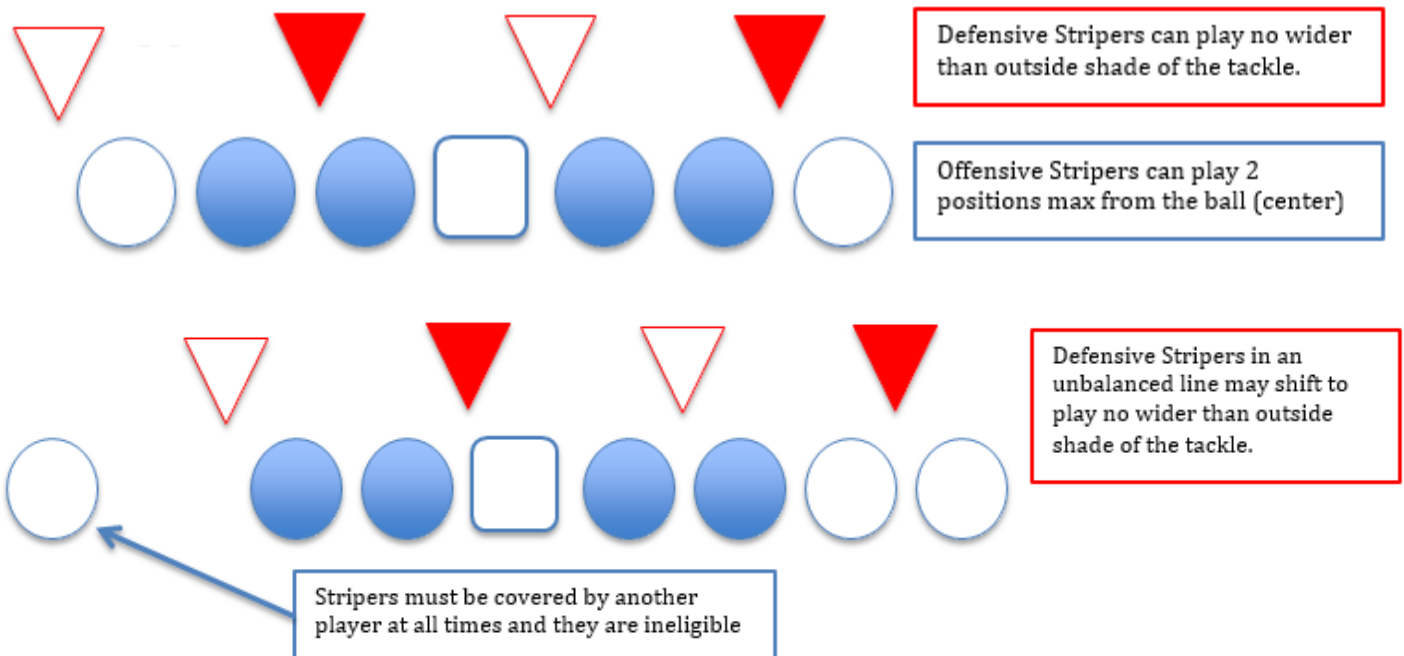 Defensive Stripers can play no wider
than outside shade of the tackle.
Offensive Stripers can play 2
positions max from the ball (center)
Defensive Stripers in an
unbalanced line may shift to
play no wider than outside
shade of the tackle.
Stripers must be covered by another
player at all times and they are ineligible